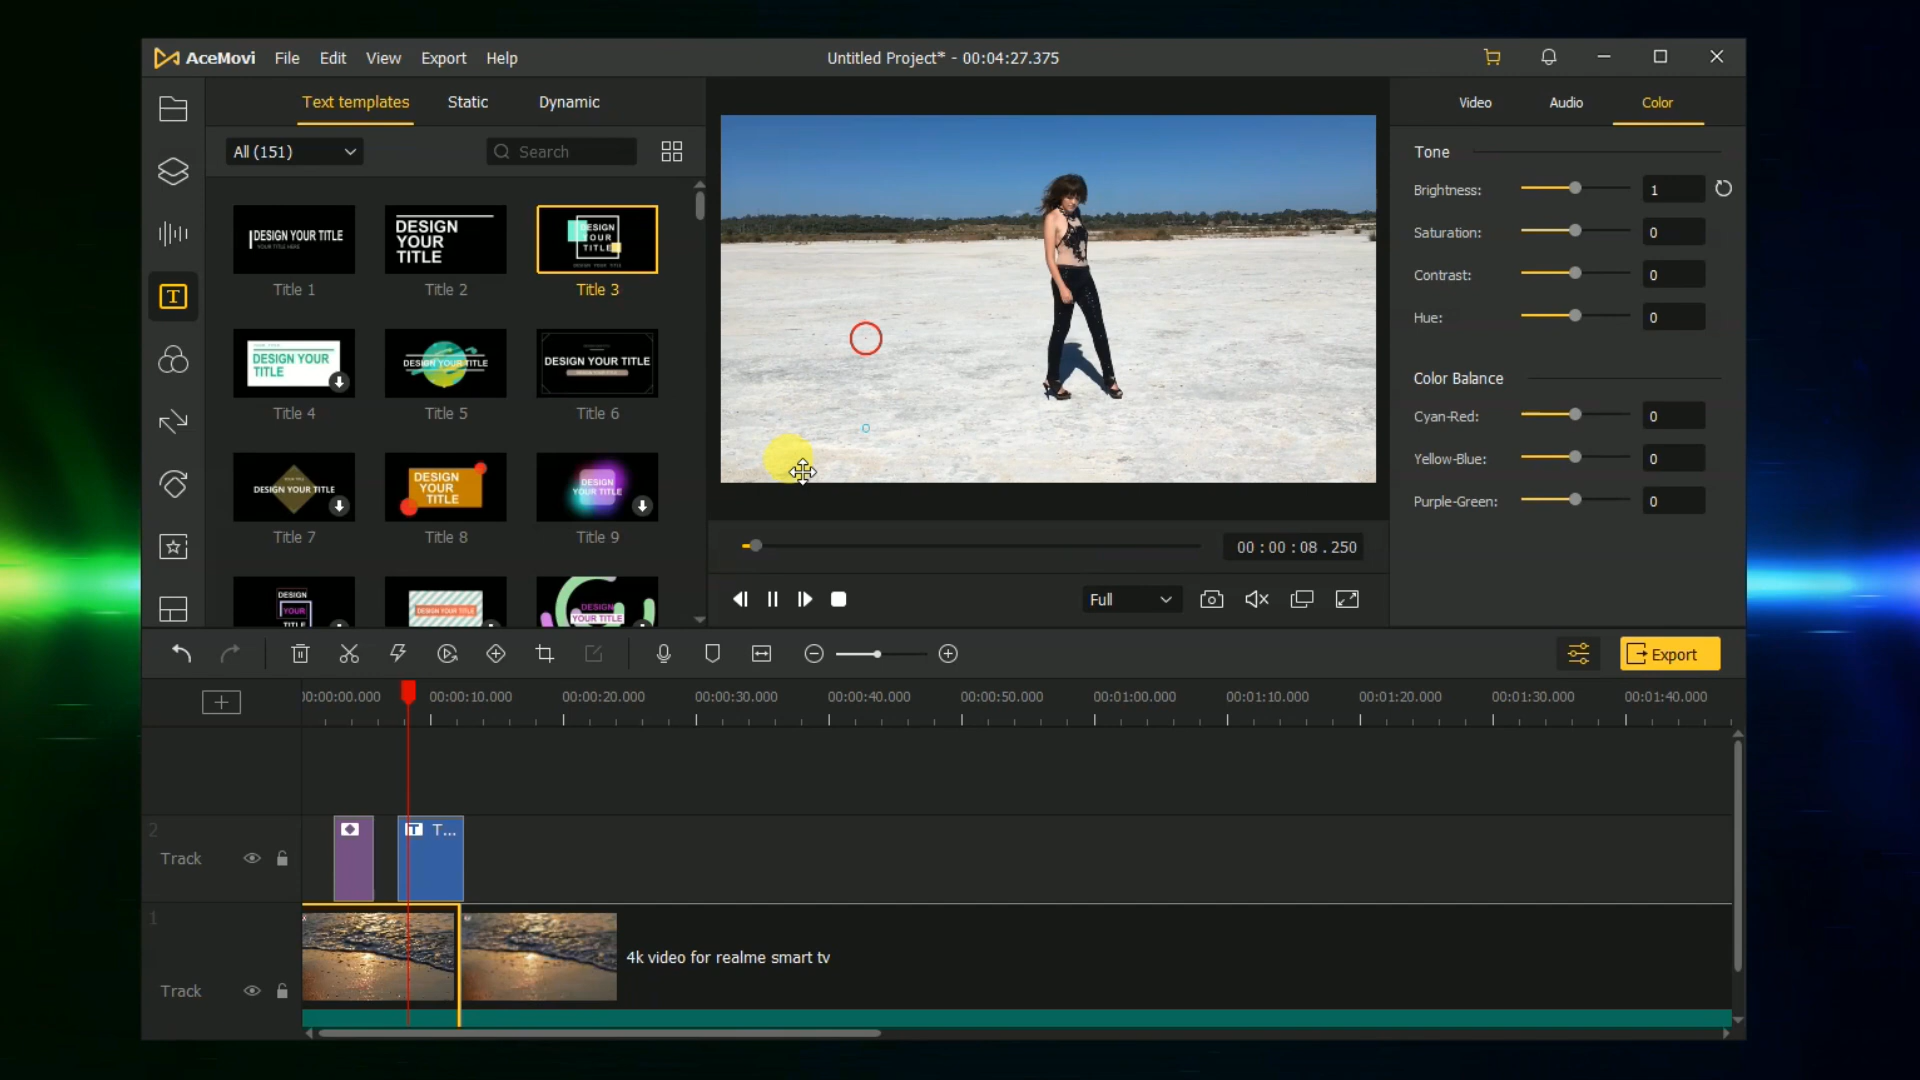 AceMovi File Edit View Export Help
Untitled Project* - 00:04:27.375
Text templates Static Dynamic
All (151)
Search
DESIGN YOUR TITLE
YOUR TITLE HERE
Title 1
DESIGN
YOUR
TITLE
Title 2
DESIGN
YOUR
TITLE
Title 3
DESIGN YOUR
TITLE
Title 4
DESIGN YOUR TITLE
Title 5
DESIGN YOUR TITLE
Title 6
DESIGN YOUR TITLE
Title 7
DESIGN
YOUR
TITLE
Title 8
DESIGN
YOUR TITLE
Title 9
DESIGN
YOUR
TITLE
DESIGN YOUR TITLE
DESIGN
YOUR TITLE
00 : 00 : 08 . 250
Full
Video Audio Color
Tone
Brightness: 1
Saturation: 0
Contrast: 0
Hue: 0
Color Balance
Cyan-Red: 0
Yellow-Blue: 0
Purple-Green: 0
Export
00:00:00.000 00:00:10.000 00:00:20.000 00:00:30.000 00:00:40.000 00:00:50.000 00:01:00.000 00:01:10.000 00:01:20.000 00:01:30.000 00:01:40.000
2
Track
T T...
1
4k video for realme smart tv
Track